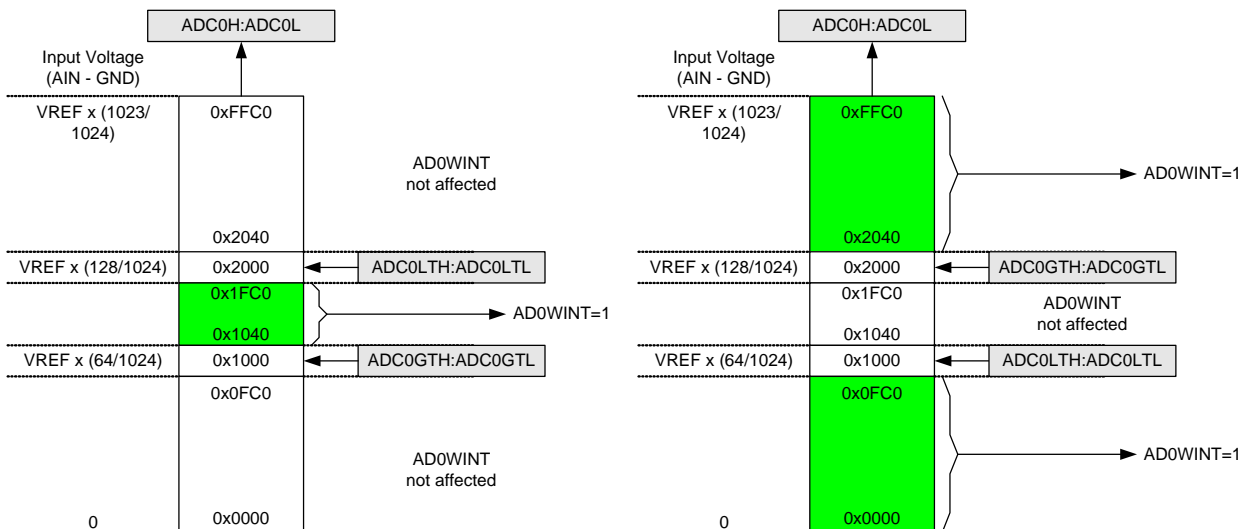 ADC0H:ADC0L
Input Voltage
(AIN - GND)
VREF x (1023/
1024)
0xFFC0
AD0WINT
not affected
0x2040
VREF x (128/1024)
0x2000
ADC0LTH:ADC0LTL
0x1FC0
AD0WINT=1
0x1040
VREF x (64/1024)
0x1000
ADC0GTH:ADC0GTL
0x0FC0
AD0WINT
not affected
0
0x0000
ADC0H:ADC0L
Input Voltage
(AIN - GND)
VREF x (1023/
1024)
0xFFC0
AD0WINT=1
0x2040
VREF x (128/1024)
0x2000
ADC0GTH:ADC0GTL
0x1FC0
AD0WINT
not affected
0x1040
VREF x (64/1024)
0x1000
ADC0LTH:ADC0LTL
0x0FC0
AD0WINT=1
0
0x0000